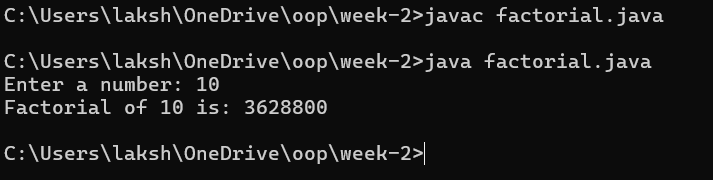 C:\Users\laksh\OneDrive\oop\week-2>javac factorial.java
C:\Users\laksh\OneDrive\oop\week-2>java factorial.java
Enter a number: 10
Factorial of 10 is: 3628800
C:\Users\laksh\OneDrive\oop\week-2>